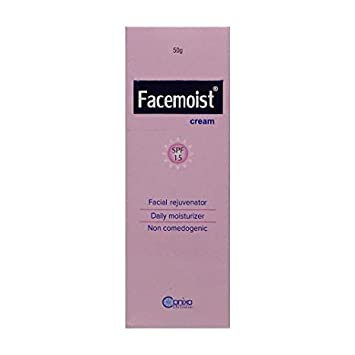 50g
Facemoist®
cream
SPF
15
Facial rejuvenator
Daily moisturizer
Non comedogenic